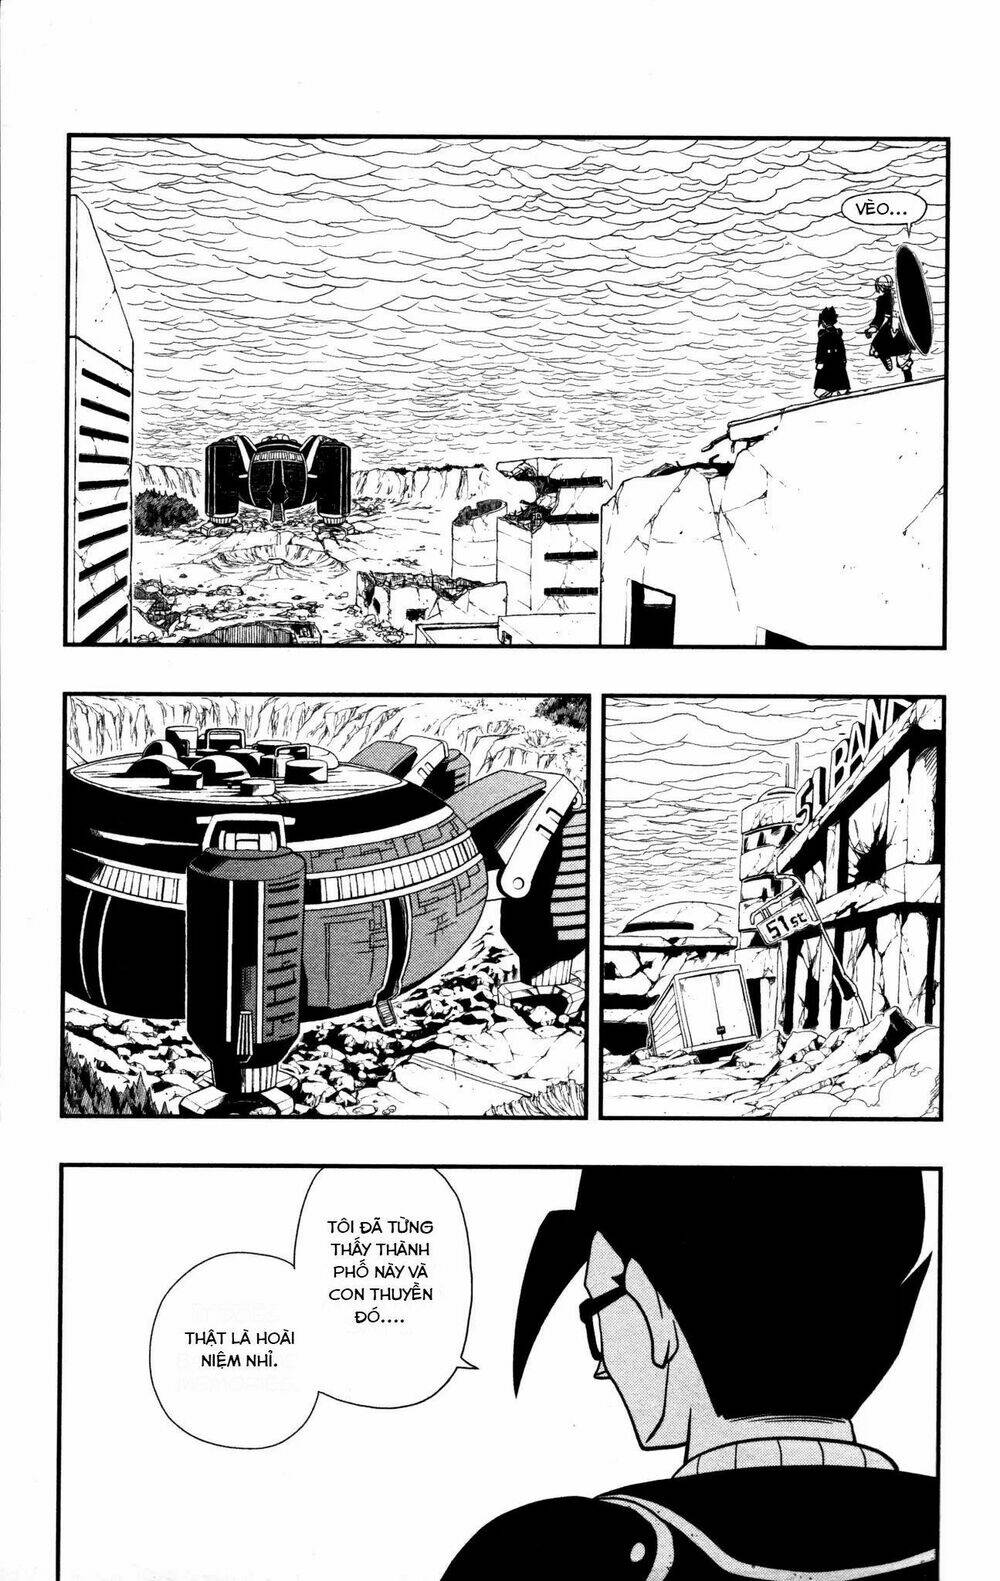 VÈO...
11
51 BAND
51st
TÔI ĐÃ TỪNG
THẤY THÀNH
PHỐ NÀY VÀ
CON THUYỀN
ĐÓ....
THẬT LÀ HOÀI
NIỆM NHỈ.